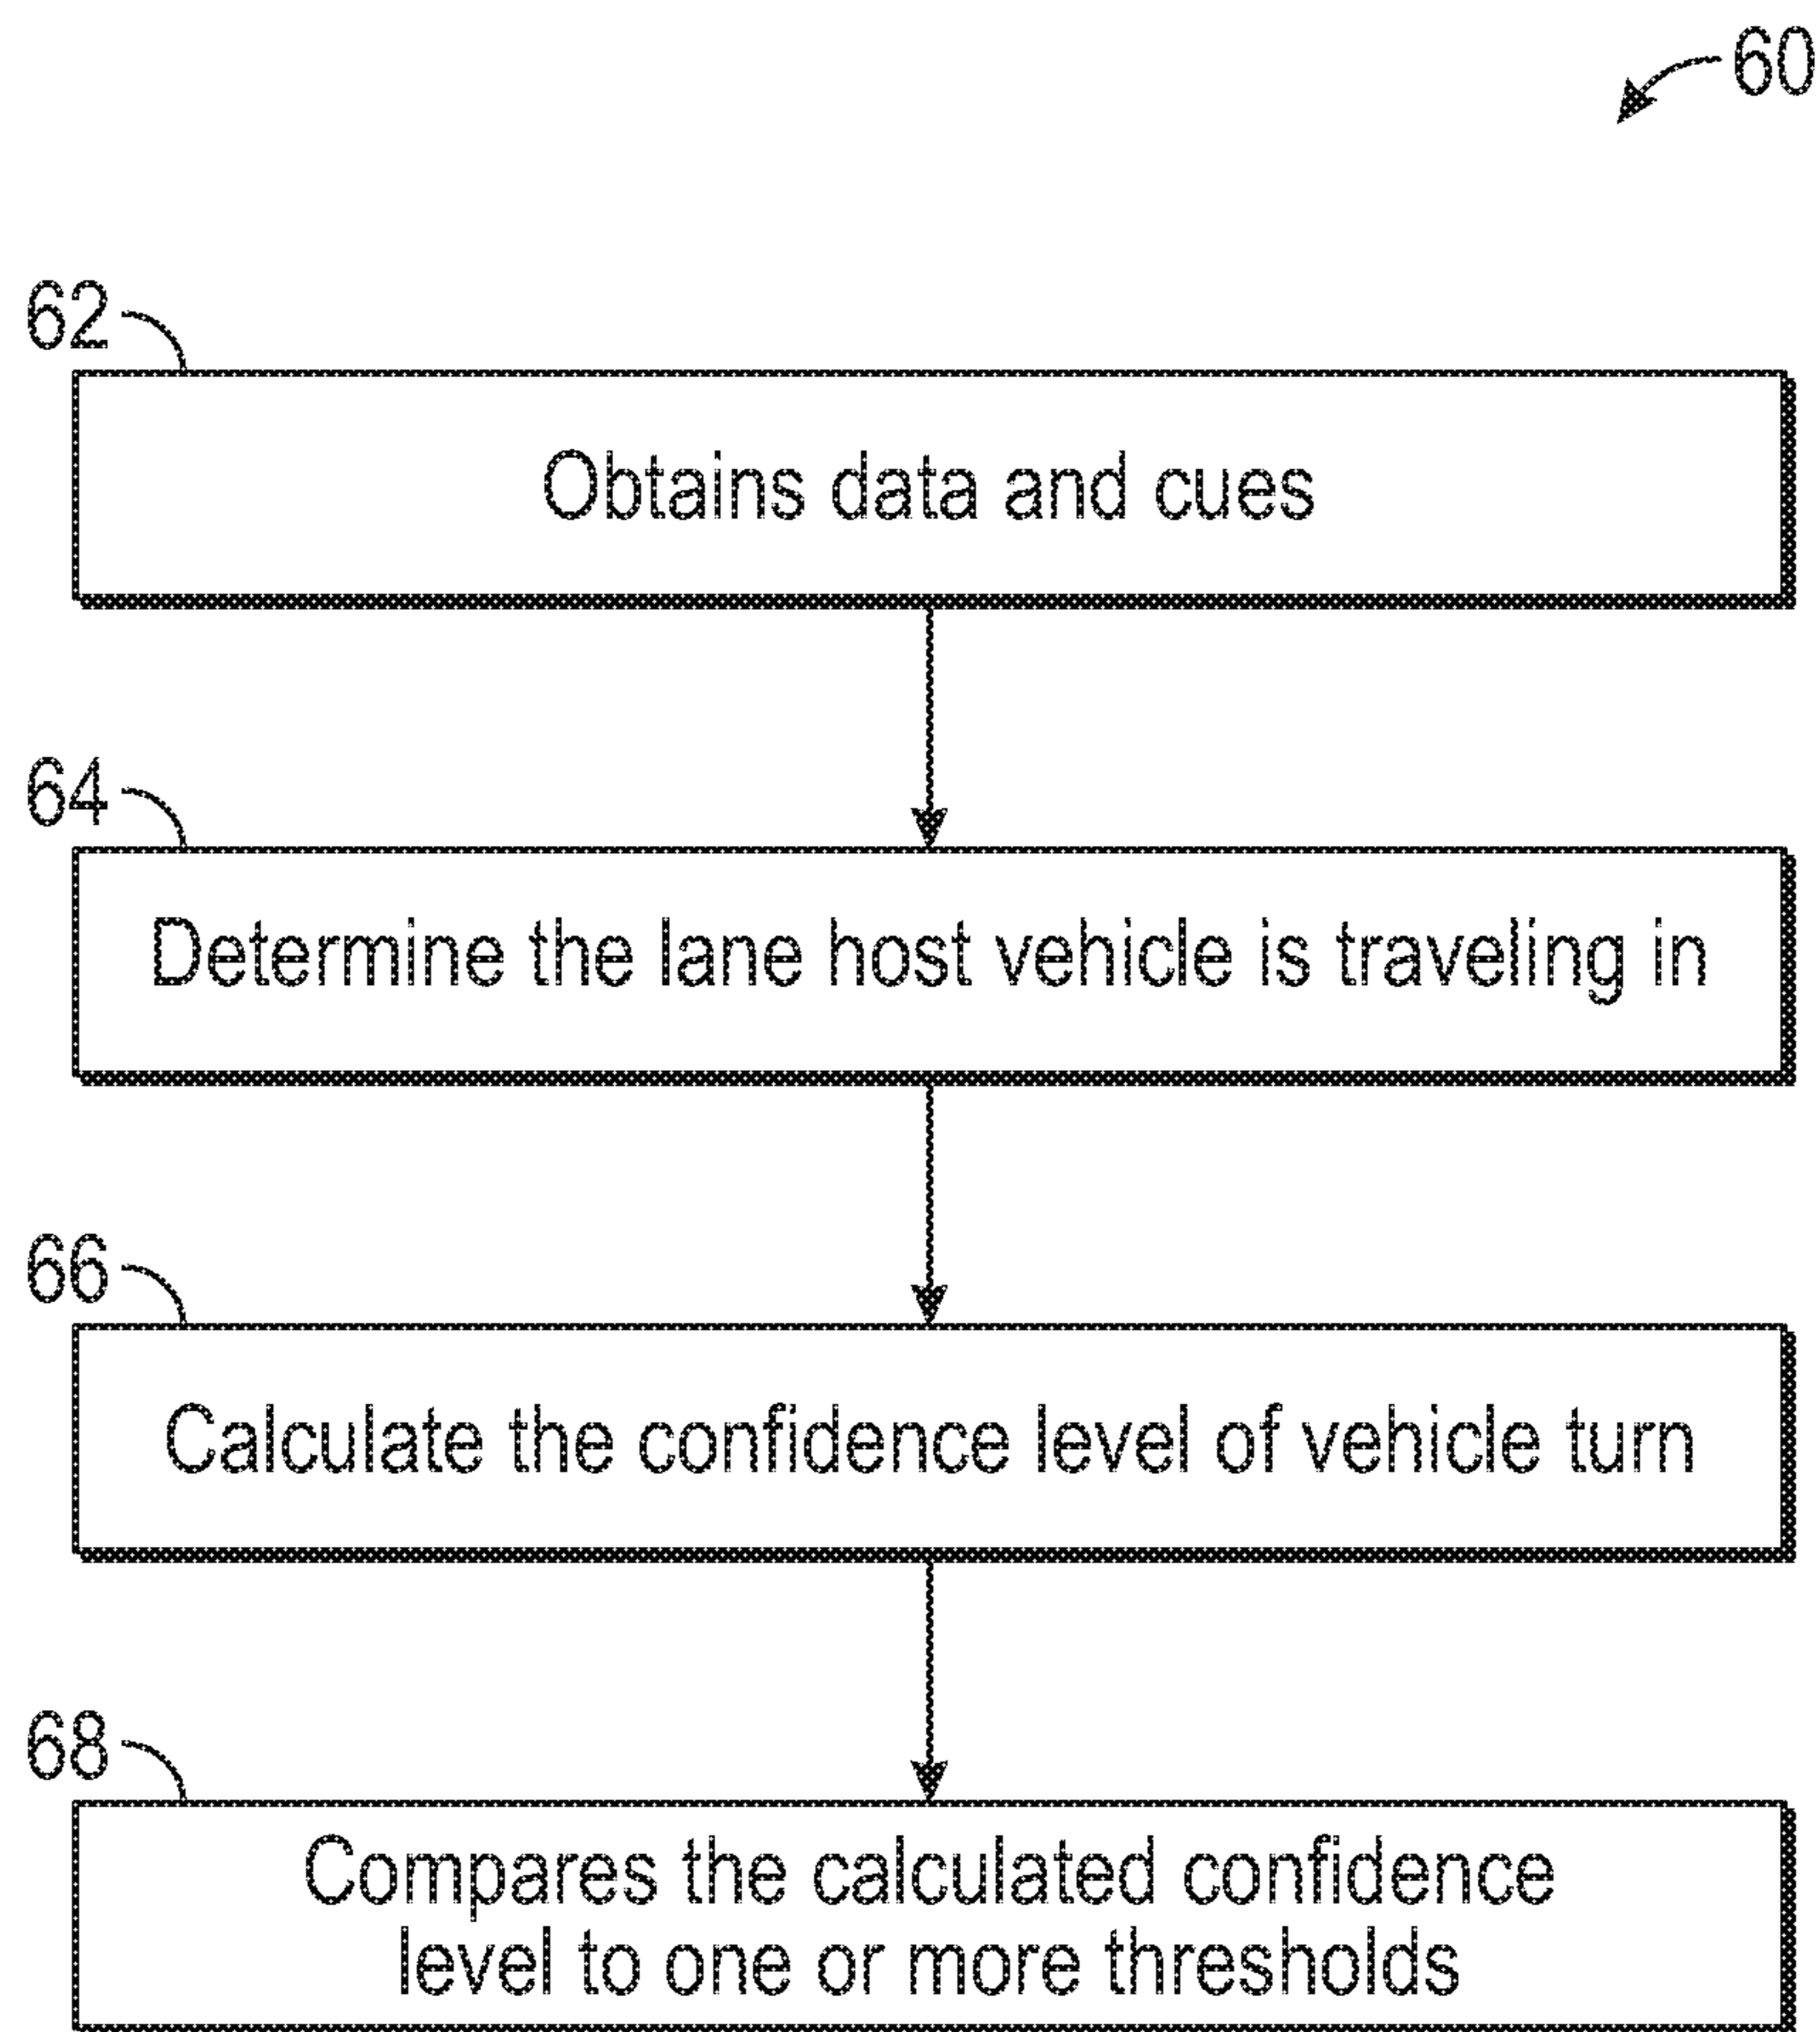 60
62
Obtains data and cues
64
Determine the lane host vehicle is traveling in
66
Calculate the confidence level of vehicle turn
68
Compares the calculated confidence
level to one or more thresholds